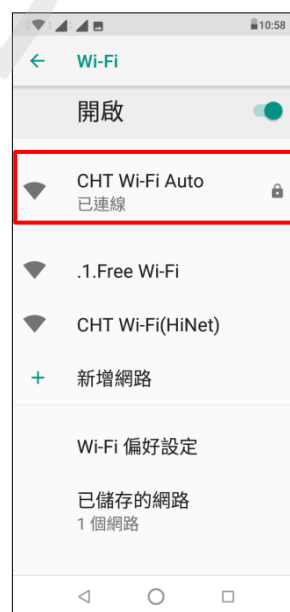 10:58
Wi-Fi
開啟
CHT Wi-Fi Auto
已連線
.1.Free Wi-Fi
CHT Wi-Fi(HiNet)
新增網路
Wi-Fi 偏好設定
已儲存的網路
1 個網路